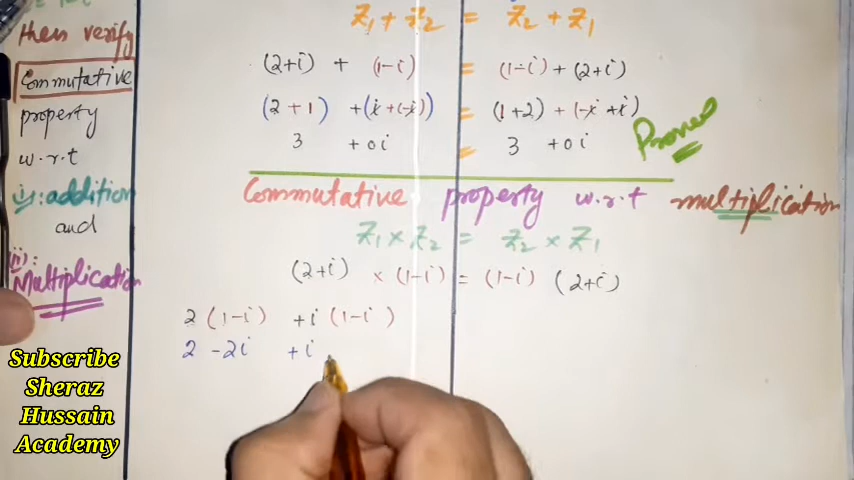 then verify
Commutative
property
w.r.t
i): addition
and
(ii):
Multiplication
Subscribe
Sheraz
Hussain
Academy
Z₁ + Z₂ = Z₂ + Z₁
(2+i) + (1-i) = (1-i) + (2+i)
(2+1) + (i+(-i)) = (1+2) + (-i+i)
3 + 0i = 3 + 0i
Proved
Commutative property w.r.t multiplication
Z₁ × Z₂ = Z₂ × Z₁
(2+i) × (1-i) = (1-i) (2+i)
2 (1-i) + i (1-i)
2 - 2i + i